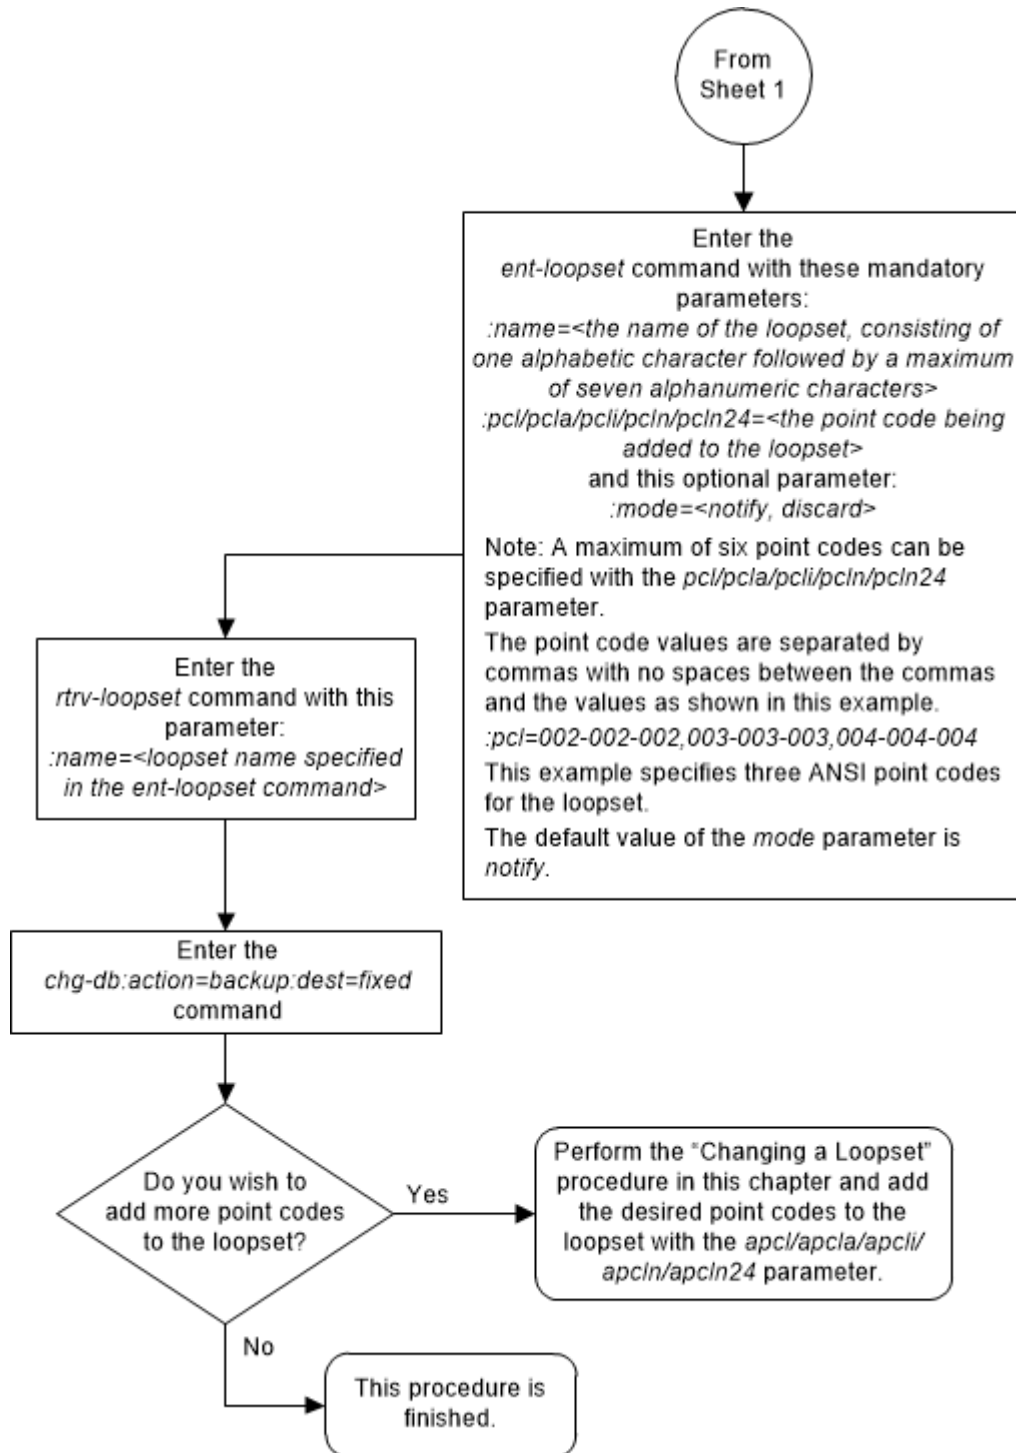 From
Sheet 1
Enter the
ent-loopset command with these mandatory
parameters:
:name=<the name of the loopset, consisting of
one alphabetic character followed by a maximum
of seven alphanumeric characters>
:pcl/pcla/pcli/pcln/pcln24=<the point code being
added to the loopset>
and this optional parameter:
:mode=<notify, discard>
Note: A maximum of six point codes can be
specified with the pcl/pcla/pcli/pcln/pcln24
parameter.
The point code values are separated by
commas with no spaces between the commas
and the values as shown in this example.
:pcl=002-002-002,003-003-003,004-004-004
This example specifies three ANSI point codes
for the loopset.
The default value of the mode parameter is
notify.
Enter the
rtrv-loopset command with this
parameter:
:name=<loopset name specified
in the ent-loopset command>
Enter the
chg-db:action=backup:dest=fixed
command
Do you wish to
add more point codes
to the loopset?
Yes
Perform the “Changing a Loopset”
procedure in this chapter and add
the desired point codes to the
loopset with the apcl/apcla/apcli/
apcln/apcln24 parameter.
No
This procedure is
finished.